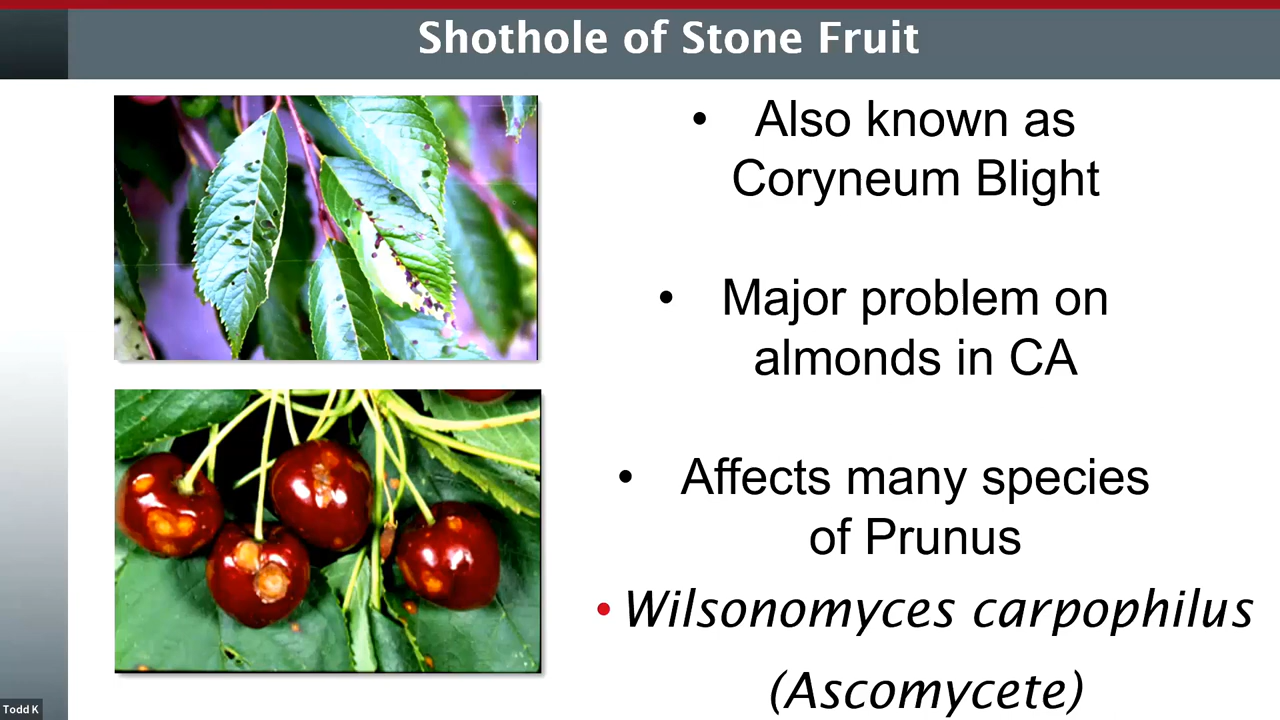 Shothole of Stone Fruit
• Also known as
Coryneum Blight
• Major problem on
almonds in CA
• Affects many species
of Prunus
• Wilsonomyces carpophilus
(Ascomycete)
Todd K